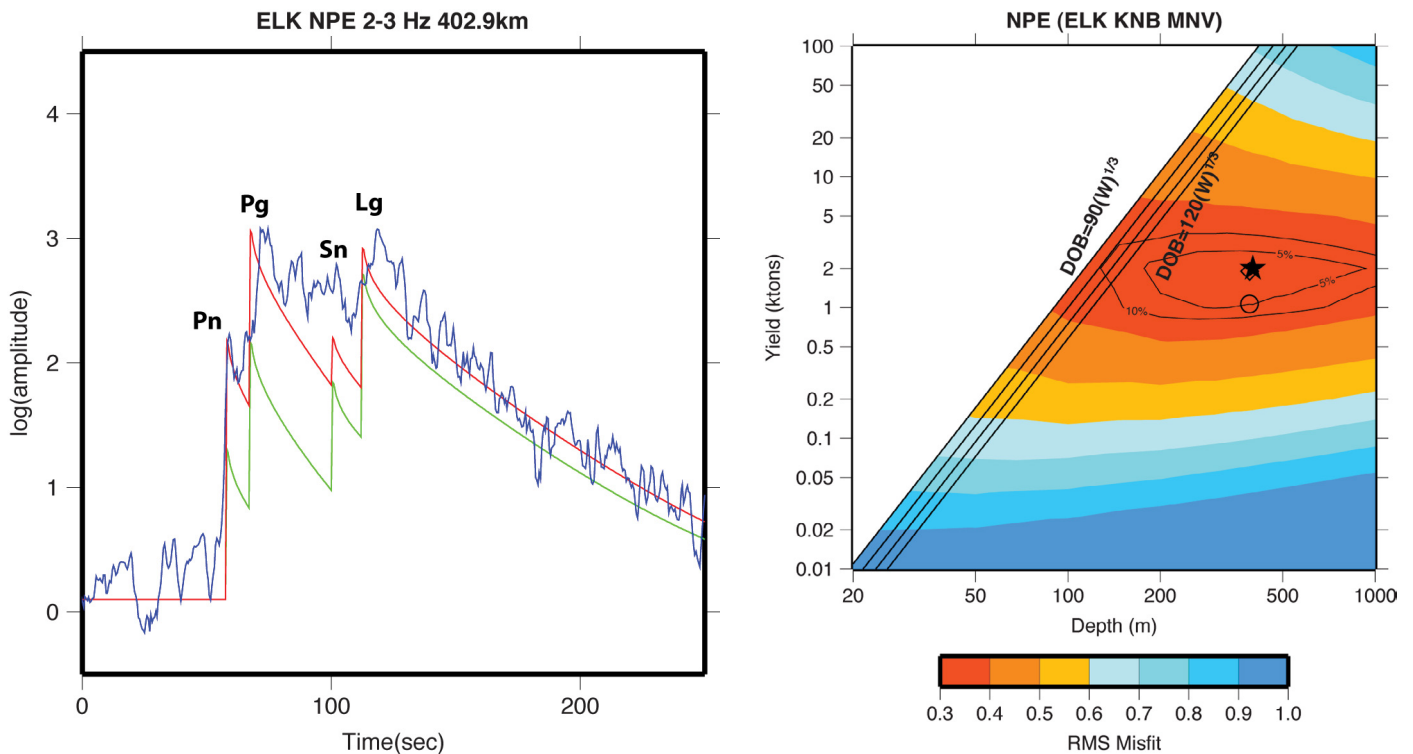 ELK NPE 2-3 Hz 402.9km
4
3
2
1
0
log(amplitude)
Pn
Pg
Sn
Lg
0
100
200
Time(sec)
NPE (ELK KNB MNV)
100
50
20
10
5
2
1
0.5
0.2
0.1
0.05
0.02
0.01
Yield (ktons)
DOB=90(W)^1/3
DOB=120(W)^1/3
5%
5%
10%
20
50
100
200
500
1000
Depth (m)
0.3
0.4
0.5
0.6
0.7
0.8
0.9
1.0
RMS Misfit